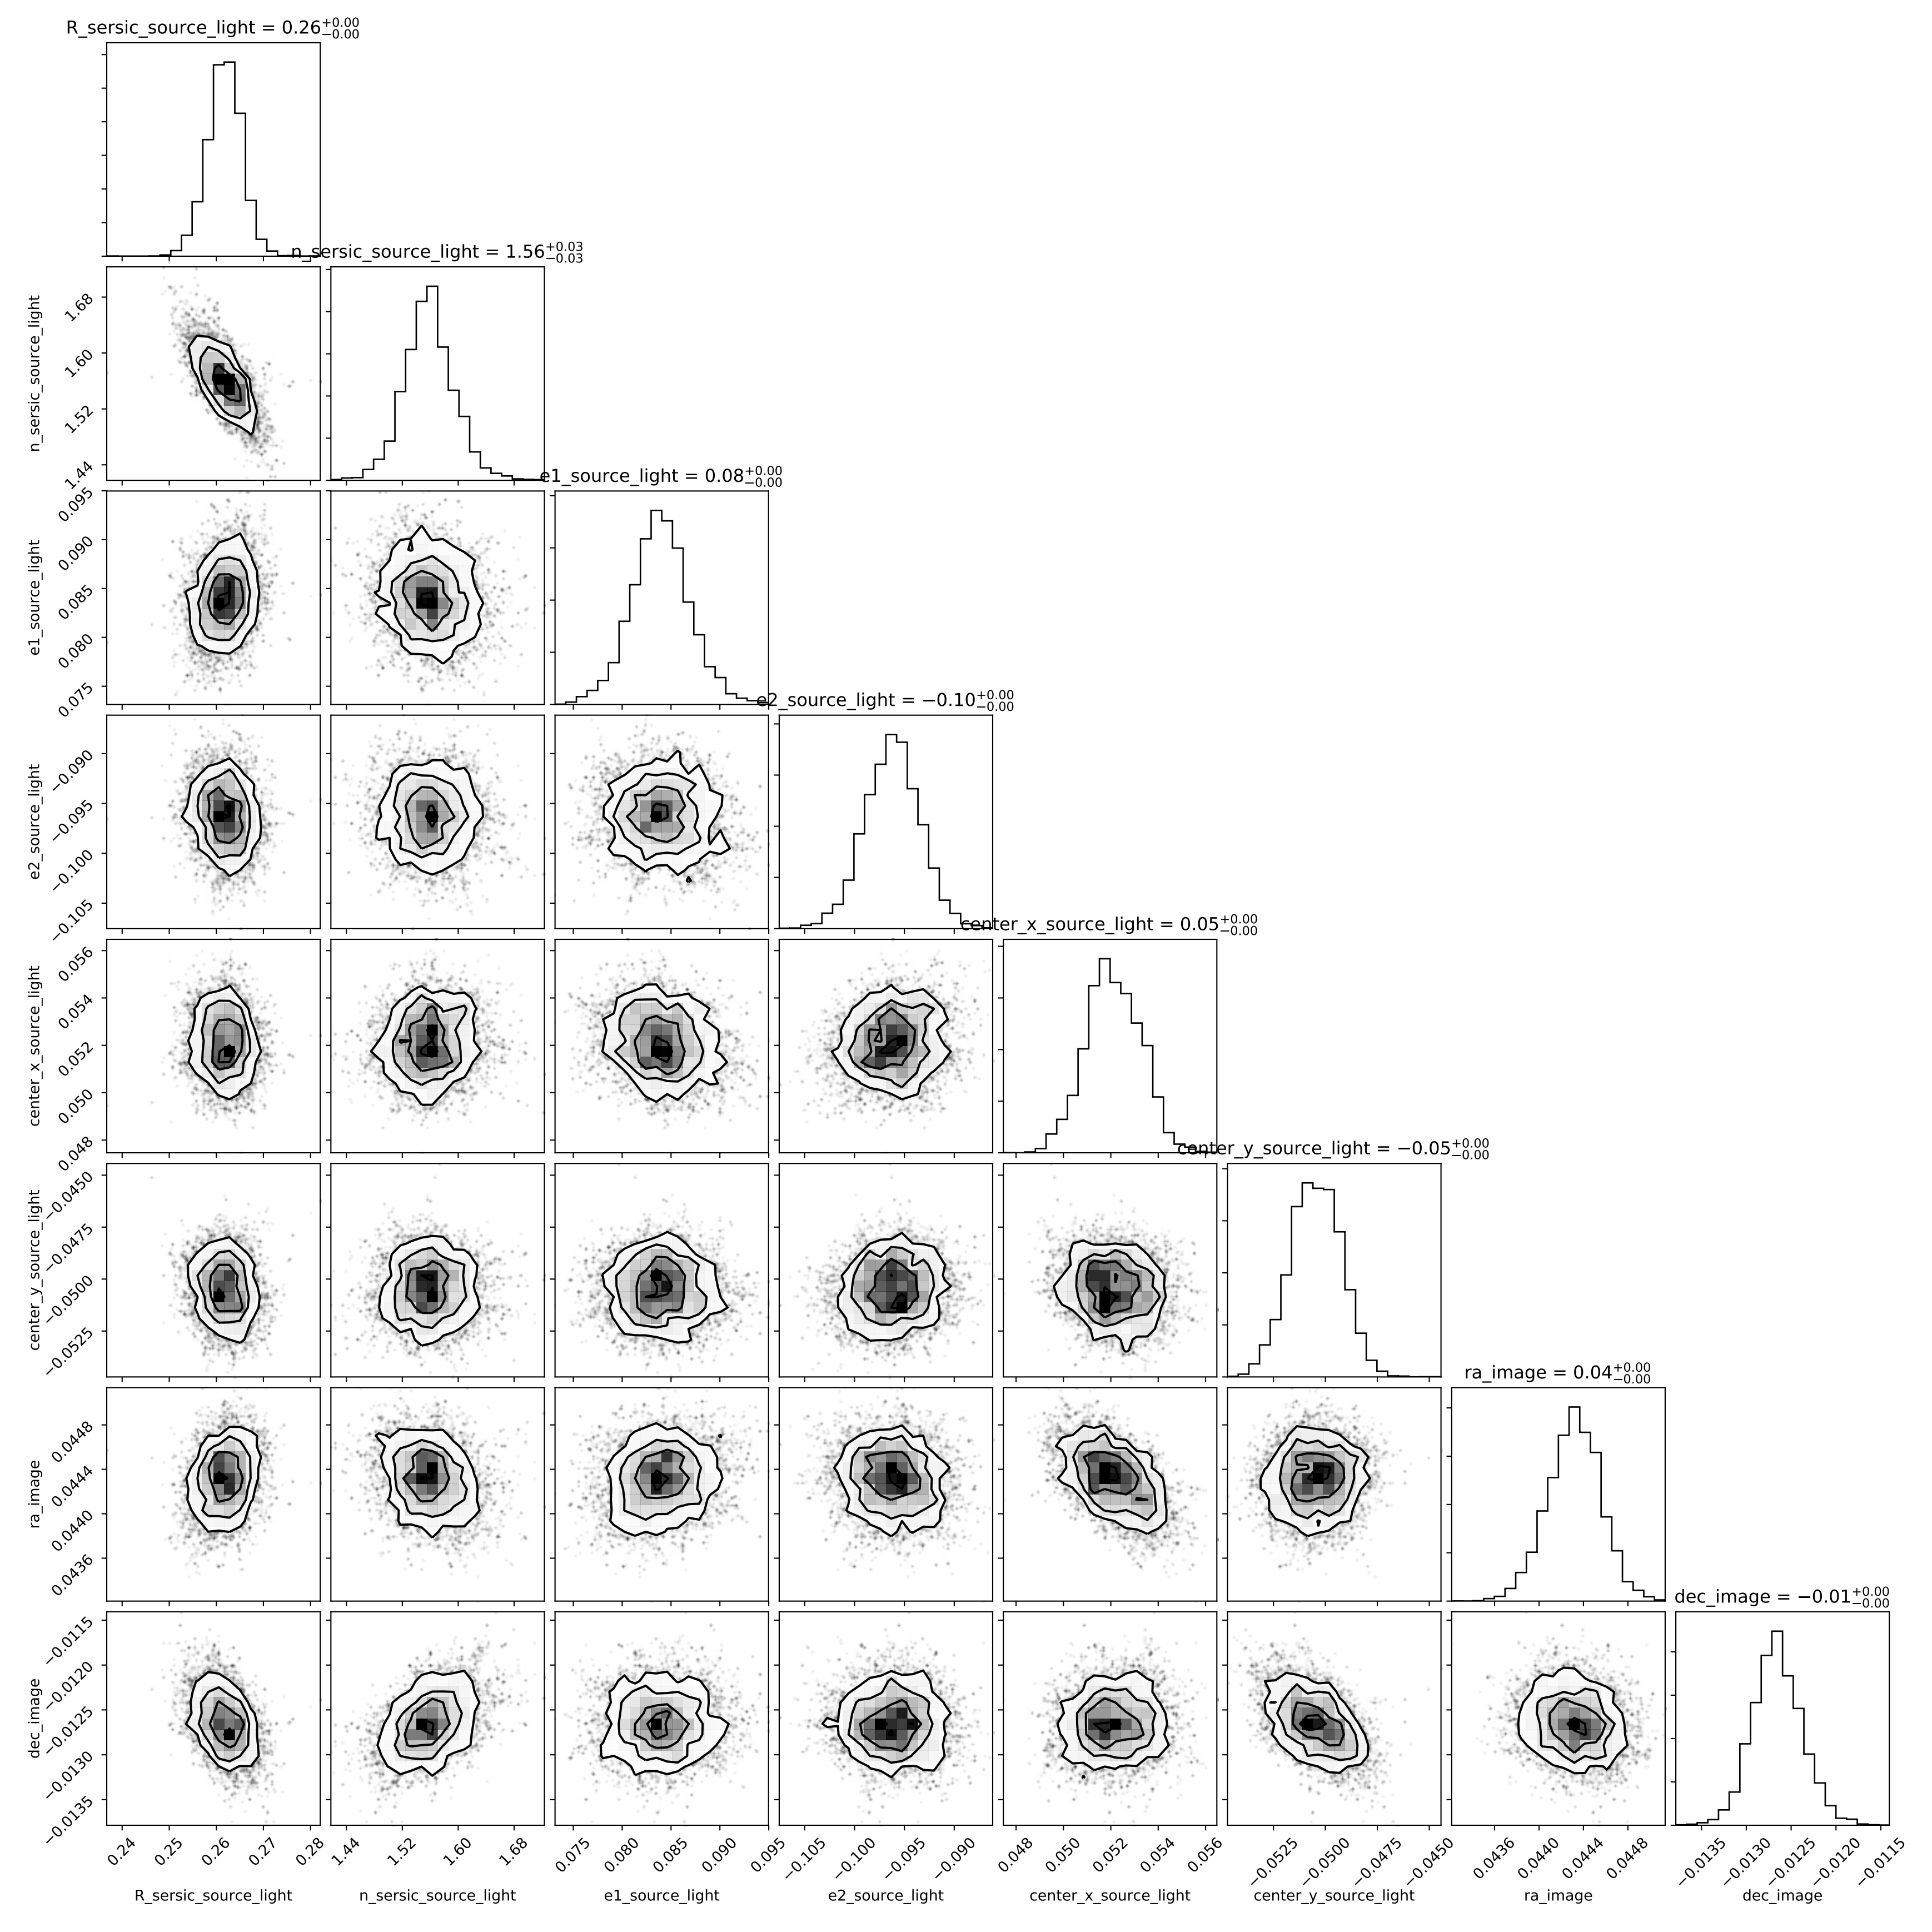 R_sersic_source_light = 0.26+0.00 −0.00
n_sersic_source_light = 1.56+0.03 −0.03
n_sersic_source_light
1.68
1.60
1.52
1.44
e1_source_light = 0.08+0.00 −0.00
e1_source_light
0.095
0.090
0.085
0.080
0.075
e2_source_light = −0.10+0.00 −0.00
e2_source_light
−0.090
−0.095
−0.100
−0.105
center_x_source_light = 0.05+0.00 −0.00
center_x_source_light
0.056
0.054
0.052
0.050
0.048
center_y_source_light = −0.05+0.00 −0.00
center_y_source_light
−0.0450
−0.0475
−0.0500
−0.0525
ra_image = 0.04+0.00 −0.00
ra_image
0.0448
0.0444
0.0440
0.0436
dec_image = −0.01+0.00 −0.00
dec_image
−0.0115
−0.0120
−0.0125
−0.0130
−0.0135
0.24 0.25 0.26 0.27 0.28 1.44 1.52 1.60 1.68 0.075 0.080 0.085 0.090 0.095 −0.105 −0.100 −0.095 −0.090 0.048 0.050 0.052 0.054 0.056 −0.0525 −0.0500 −0.0475 −0.0450 0.0436 0.0440 0.0444 0.0448 −0.0135 −0.0130 −0.0125 −0.0120 −0.0115
R_sersic_source_light n_sersic_source_light e1_source_light e2_source_light center_x_source_light center_y_source_light ra_image dec_image